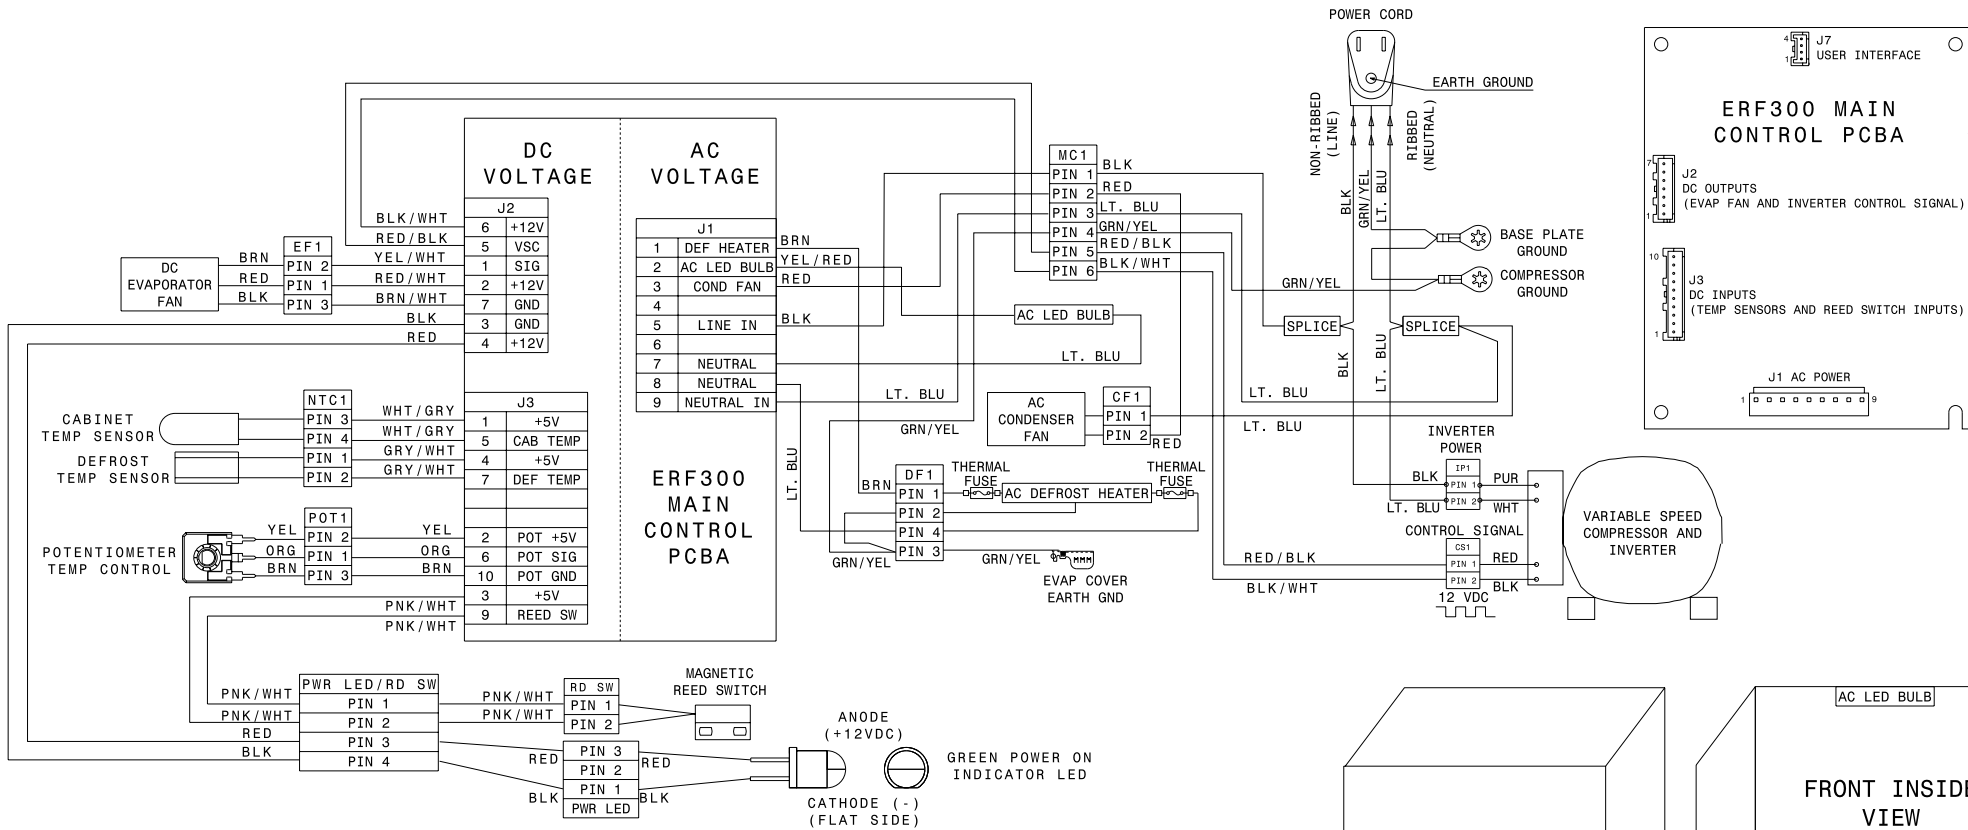 POWER CORD
EARTH GROUND
NON-RIBBED
(LINE)
RIBBED
(NEUTRAL)
BLK
GRN/YEL
LT. BLU
BASE PLATE
GROUND
COMPRESSOR
GROUND
GRN/YEL
SPLICE
SPLICE
BLK
LT. BLU
4
1
J7
USER INTERFACE
ERF300 MAIN
CONTROL PCBA
7
1
J2
DC OUTPUTS
(EVAP FAN AND INVERTER CONTROL SIGNAL)
10
1
J3
DC INPUTS
(TEMP SENSORS AND REED SWITCH INPUTS)
J1 AC POWER
1
9
DC
VOLTAGE
AC
VOLTAGE
J2
BLK/WHT 6 +12V
RED/BLK 5 VSC
YEL/WHT 1 SIG
RED/WHT 2 +12V
BRN/WHT 7 GND
BLK 3 GND
RED 4 +12V
DC
EVAPORATOR
FAN
EF1
BRN PIN 2
RED PIN 1
BLK PIN 3
J1
1 DEF HEATER BRN
2 AC LED BULB YEL/RED
3 COND FAN RED
4
5 LINE IN BLK
6
7 NEUTRAL LT. BLU
8 NEUTRAL
9 NEUTRAL IN LT. BLU
MC1
PIN 1 BLK
PIN 2 RED
PIN 3 LT. BLU
PIN 4 GRN/YEL
PIN 5 RED/BLK
PIN 6 BLK/WHT
AC LED BULB
AC
CONDENSER
FAN
CF1
PIN 1
PIN 2 RED
LT. BLU
LT. BLU
GRN/YEL
LT. BLU
CABINET
TEMP SENSOR
DEFROST
TEMP SENSOR
NTC1
PIN 3 WHT/GRY
PIN 4 WHT/GRY
PIN 1 GRY/WHT
PIN 2 GRY/WHT
J3
1 +5V
5 CAB TEMP
4 +5V
7 DEF TEMP
2 POT +5V
6 POT SIG
10 POT GND
3 +5V
9 REED SW
POTENTIOMETER
TEMP CONTROL
POT1
YEL PIN 2 YEL
ORG PIN 1 ORG
BRN PIN 3 BRN
PNK/WHT
PNK/WHT
ERF300
MAIN
CONTROL
PCBA
DF1
BRN PIN 1
PIN 2
PIN 4
PIN 3
GRN/YEL
THERMAL
FUSE
AC DEFROST HEATER
THERMAL
FUSE
GRN/YEL
EVAP COVER
EARTH GND
INVERTER
POWER
IP1
BLK PIN 1 PUR
LT. BLU PIN 2 WHT
CONTROL SIGNAL
CS1
RED/BLK PIN 1 RED
BLK/WHT PIN 2 BLK
12 VDC
VARIABLE SPEED
COMPRESSOR AND
INVERTER
PWR LED/RD SW
PNK/WHT PIN 1 PNK/WHT
PNK/WHT PIN 2 PNK/WHT
RED PIN 3
BLK PIN 4
RD SW
PIN 1
PIN 2
MAGNETIC
REED SWITCH
RED PIN 3 RED
PIN 2
BLK PIN 1 BLK
PWR LED
ANODE
(+12VDC)
CATHODE (-)
(FLAT SIDE)
GREEN POWER ON
INDICATOR LED
AC LED BULB
FRONT INSIDE
VIEW